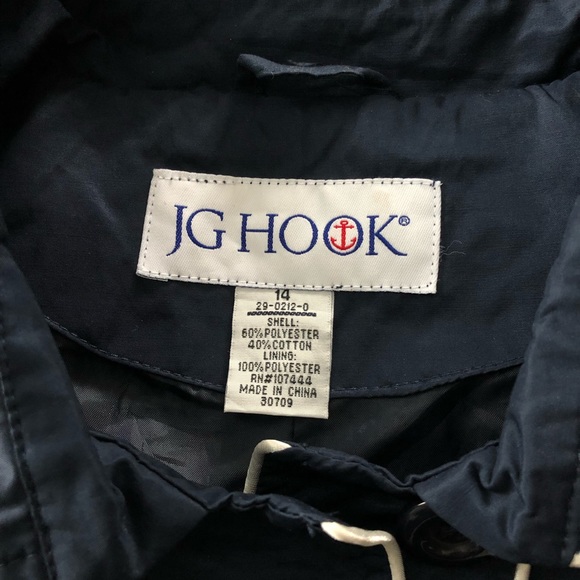 JG HOOK®
14
29-0212-0
SHELL:
60%POLYESTER
40%COTTON
LINING:
100%POLYESTER
RN#107444
MADE IN CHINA
30709